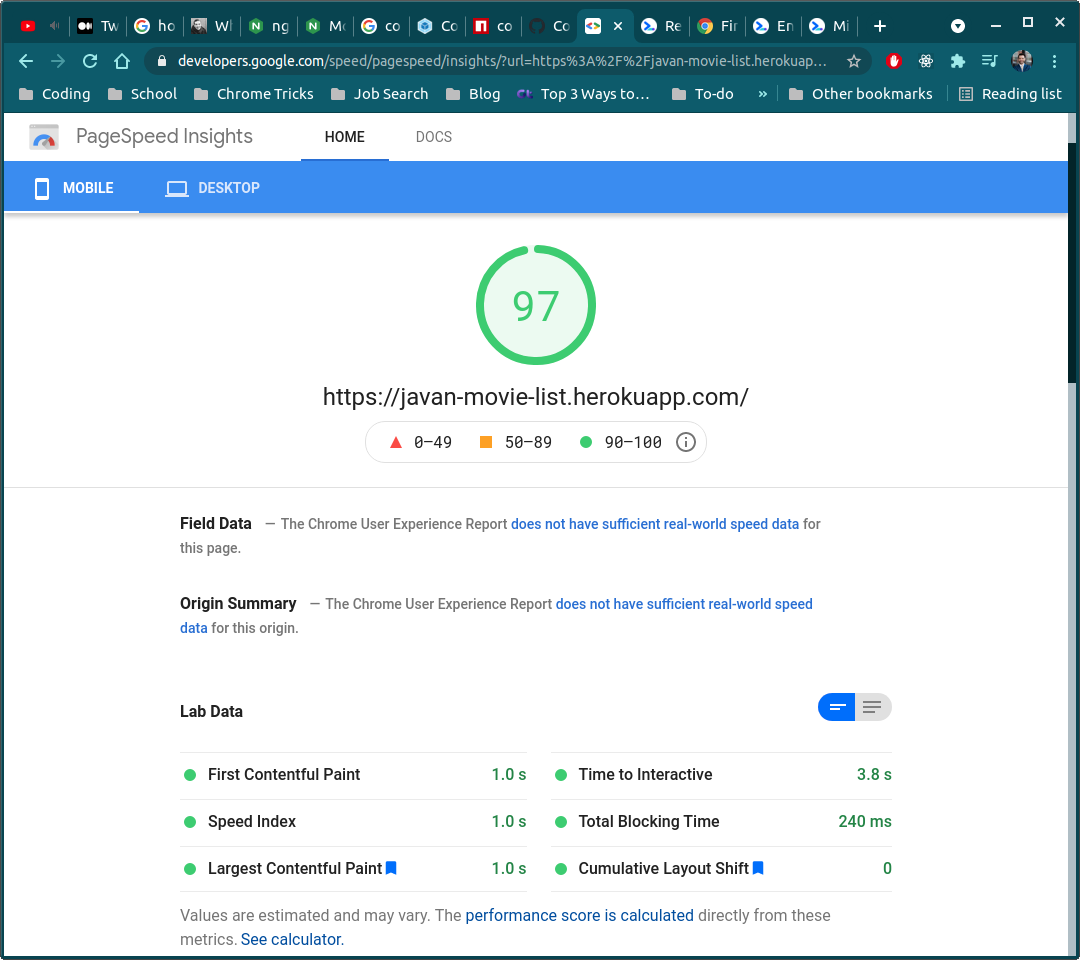 Tw
ho
Wh
ng
Mo
co
Co
co
Co
Re
Fir
En
Mi
developers.google.com/speed/pagespeed/insights/?url=https%3A%2F%2Fjavan-movie-list.herokuap...
Coding School Chrome Tricks Job Search Blog Top 3 Ways to... To-do » Other bookmarks Reading list
PageSpeed Insights HOME DOCS
MOBILE DESKTOP
97
https://javan-movie-list.herokuapp.com/
0–49 50–89 90–100
Field Data — The Chrome User Experience Report does not have sufficient real-world speed data for
this page.
Origin Summary — The Chrome User Experience Report does not have sufficient real-world speed
data for this origin.
Lab Data
First Contentful Paint 1.0 s
Time to Interactive 3.8 s
Speed Index 1.0 s
Total Blocking Time 240 ms
Largest Contentful Paint 1.0 s
Cumulative Layout Shift 0
Values are estimated and may vary. The performance score is calculated directly from these
metrics. See calculator.